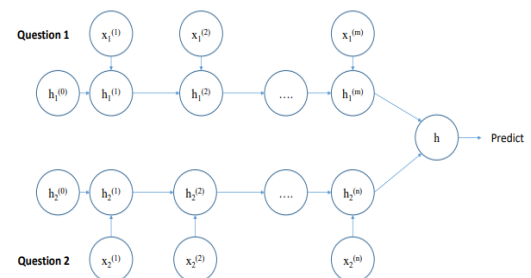 Question 1 x₁⁽¹⁾ x₁⁽²⁾ x₁⁽ᵐ⁾
h₁⁽⁰⁾ h₁⁽¹⁾ h₁⁽²⁾ .... h₁⁽ᵐ⁾
h Predict
h₂⁽⁰⁾ h₂⁽¹⁾ h₂⁽²⁾ .... h₂⁽ⁿ⁾
Question 2 x₂⁽¹⁾ x₂⁽²⁾ x₂⁽ⁿ⁾